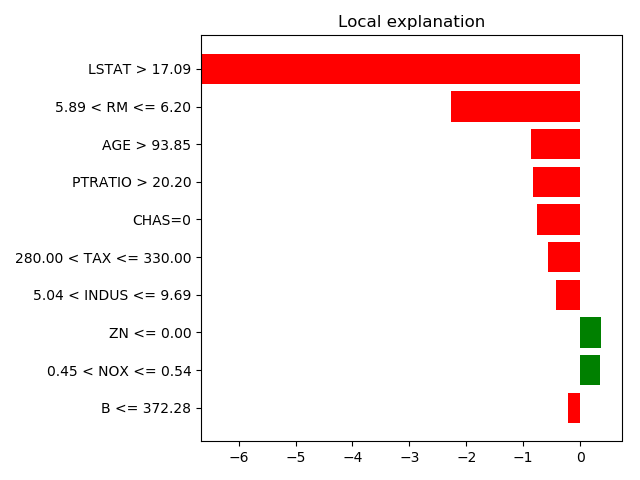 Local explanation
LSTAT > 17.09
5.89 < RM <= 6.20
AGE > 93.85
PTRATIO > 20.20
CHAS=0
280.00 < TAX <= 330.00
5.04 < INDUS <= 9.69
ZN <= 0.00
0.45 < NOX <= 0.54
B <= 372.28
−6 −5 −4 −3 −2 −1 0